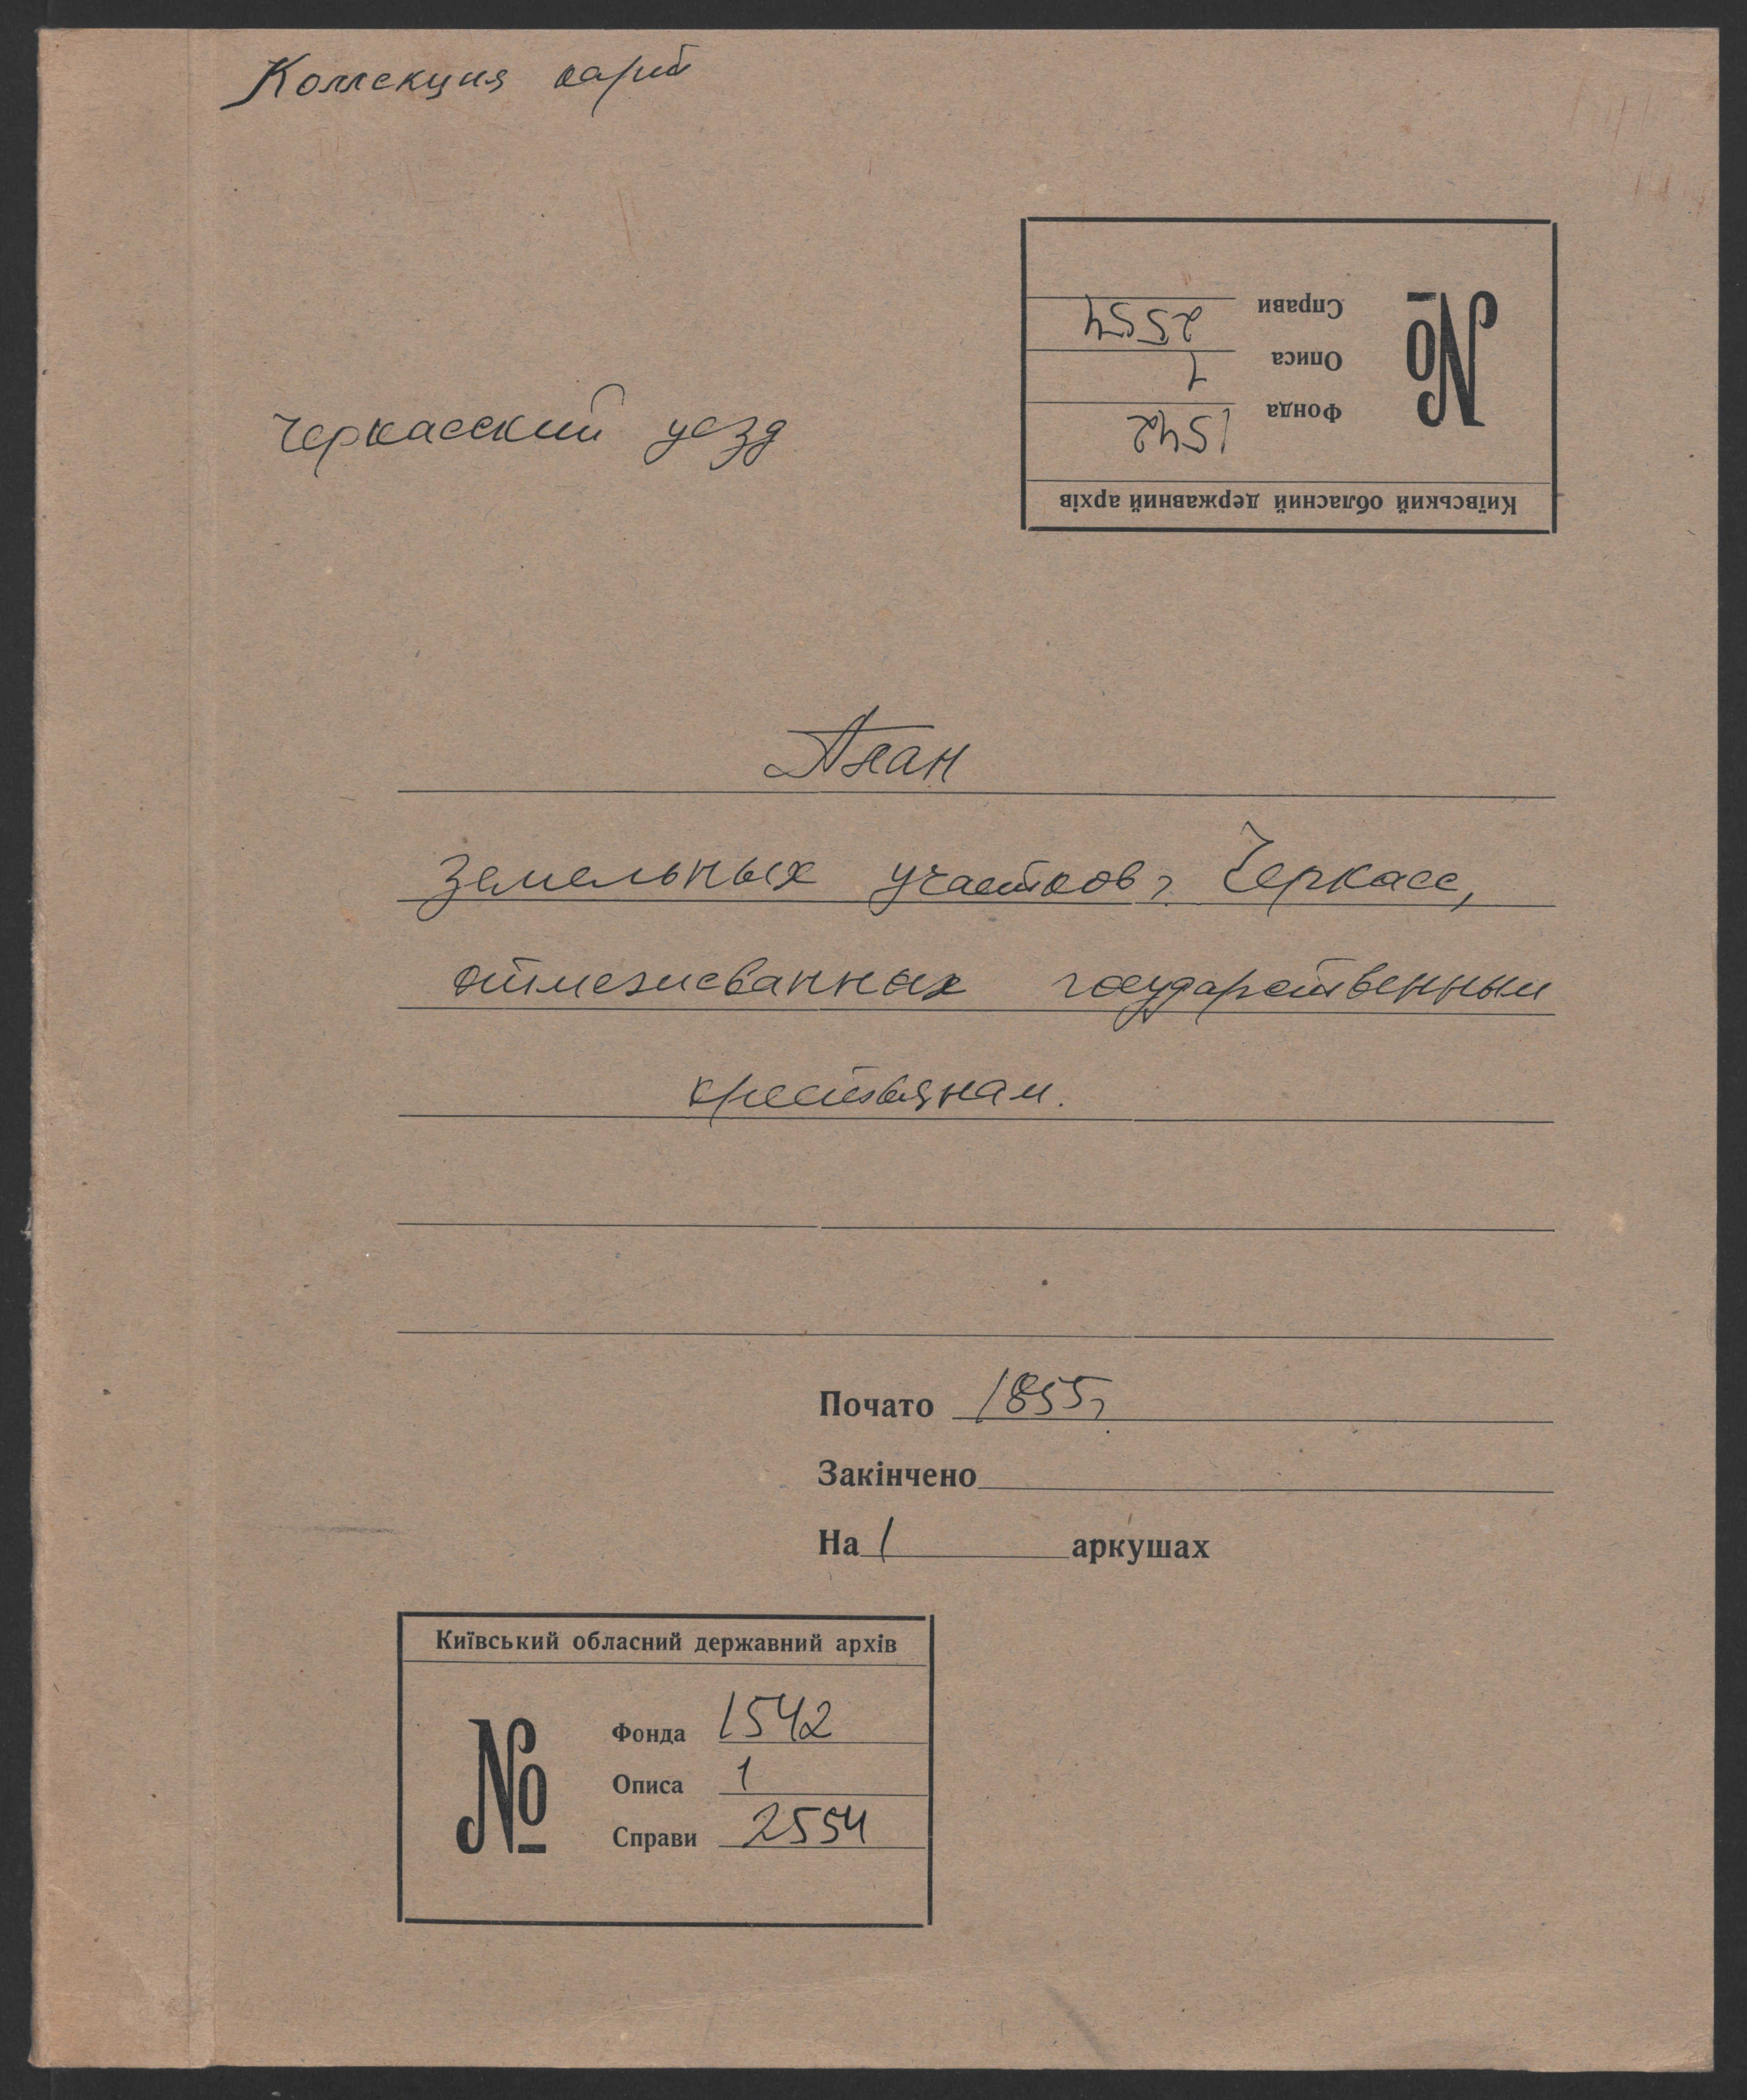 Коллекция карт
Справи 2554
Описа 1
Фонда 1542
№
Київський обласний державний архів
Черкасский уезд
План
земельных участков г. Черкасс,
отмежеванных государственным
крестьянам.
Почато 1855 г.
Закінчено
На 1 аркушах
Київський обласний державний архів
№
Фонда 1542
Описа 1
Справи 2554